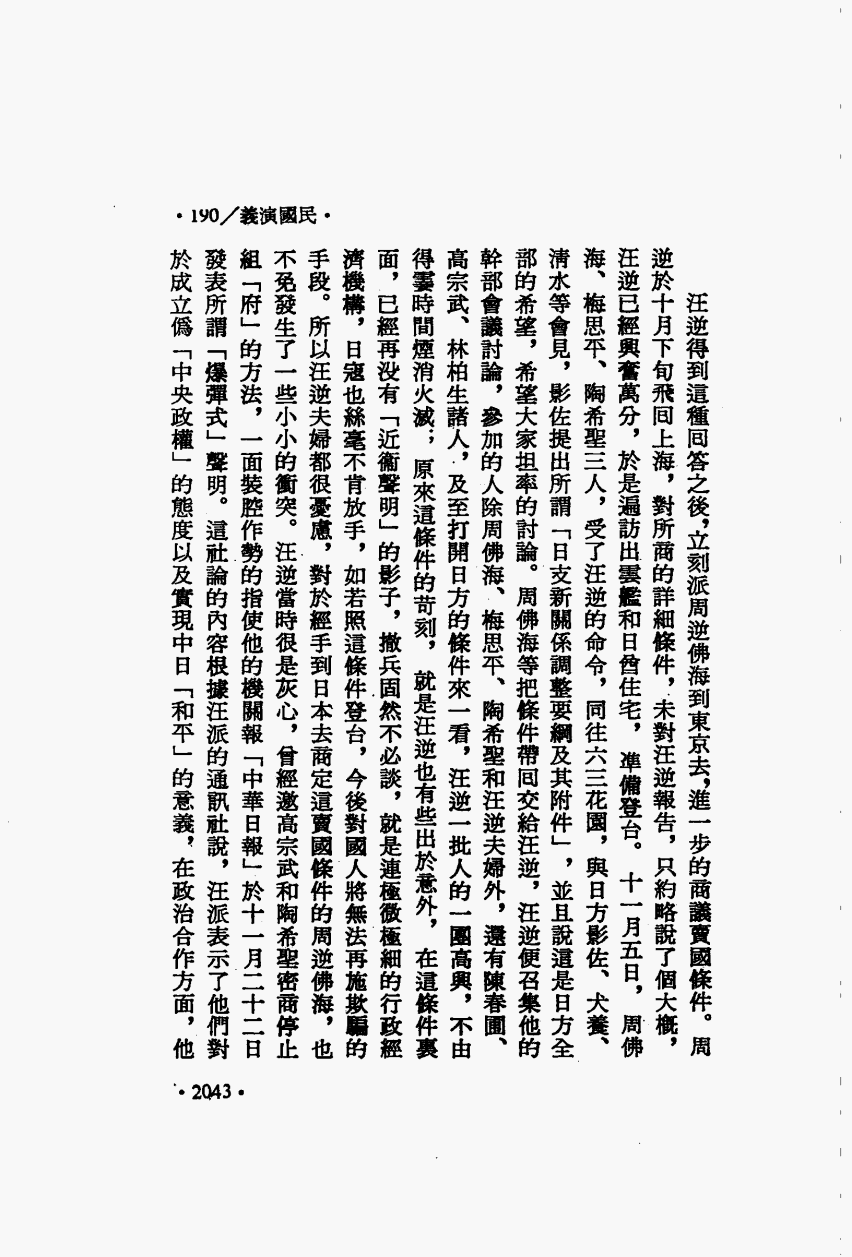 •190／義演國民•
汪逆得到這種回答之後，立刻派周逆佛海到東京去，進一步的商議賣國條件。周
逆於十月下旬飛回上海，對所商的詳細條件，未對汪逆報告，只約略說了個大概，
汪逆已經興奮萬分，於是遍訪出雲艦和日酋住宅，準備登台。十一月五日，周佛
海、梅思平、陶希聖三人，受了汪逆的命令，同往六三花園，與日方影佐、犬養、
清水等會見，影佐提出所謂「日支新關係調整要綱及其附件」，並且說這是日方全
部的希望，希望大家坦率的討論。周佛海等把條件帶回交給汪逆，汪逆便召集他的
幹部會議討論，參加的人除周佛海、梅思平、陶希聖和汪逆夫婦外，還有陳春圃、
高宗武、林柏生諸人，及至打開日方的條件來一看，汪逆一批人的一團高興，不由
得霎時間煙消火滅；原來這條件的苛刻，就是汪逆也有些出於意外，在這條件裏
面，已經再沒有「近衞聲明」的影子，撤兵固然不必談，就是連極微極細的行政經
濟機構，日寇也絲毫不肯放手，如若照這條件登台，今後對國人將無法再施欺騙的
手段。所以汪逆夫婦都很憂慮，對於經手到日本去商定這賣國條件的周逆佛海，也
不免發生了一些小小的衝突。汪逆當時很是灰心，曾經邀高宗武和陶希聖密商停止
組「府」的方法，一面裝腔作勢的指使他的機關報「中華日報」於十一月二十二日
發表所謂「爆彈式」聲明。這社論的內容根據汪派的通訊社說，汪派表示了他們對
於成立僞「中央政權」的態度以及實現中日「和平」的意義，在政治合作方面，他
•2043•